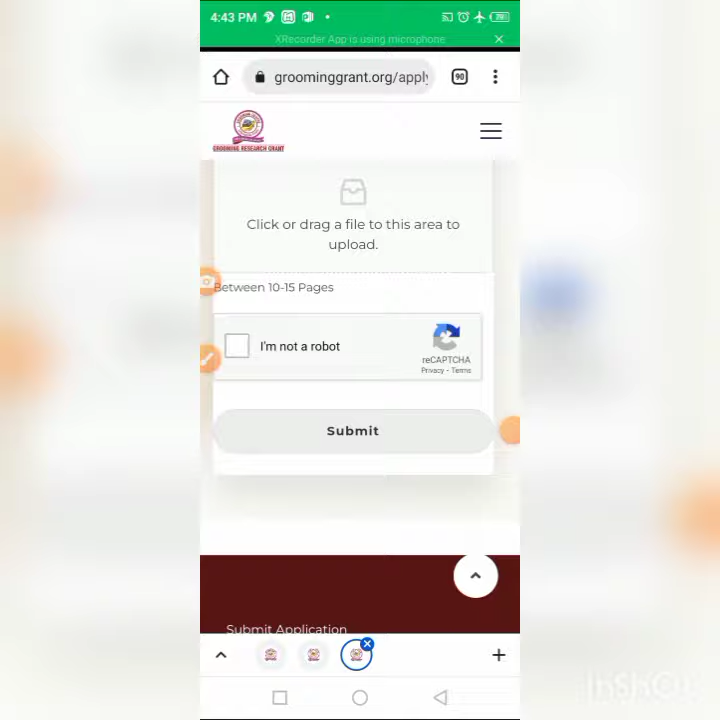 4:43 PM
XRecorder App is using microphone
groominggrant.org/apply
90
GROOMING RESEARCH GRANT
Click or drag a file to this area to
upload.
Between 10-15 Pages
I'm not a robot
reCAPTCHA
Privacy - Terms
Submit
Submit Application
InShOt